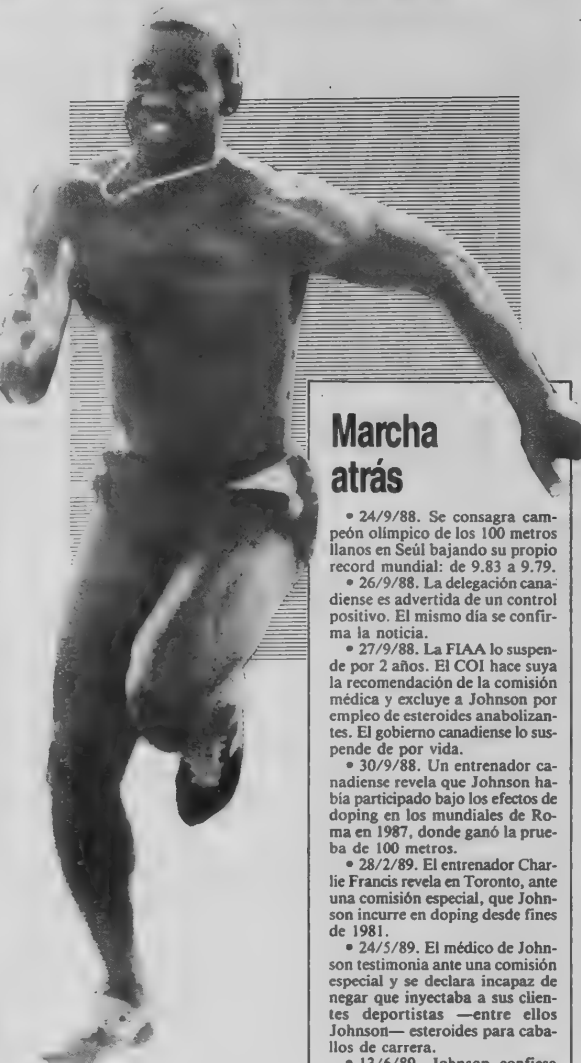 Marcha
atrás
• 24/9/88. Se consagra cam-
peón olímpico de los 100 metros
llanos en Seúl bajando su propio
record mundial: de 9.83 a 9.79.
• 26/9/88. La delegación cana-
diense es advertida de un control
positivo. El mismo día se confir-
ma la noticia.
• 27/9/88. La FIAA lo suspen-
de por 2 años. El COI hace suya
la recomendación de la comisión
médica y excluye a Johnson por
empleo de esteroides anabolizan-
tes. El gobierno canadiense lo sus-
pende de por vida.
• 30/9/88. Un entrenador ca-
nadiense revela que Johnson ha-
bía participado bajo los efectos de
doping en los mundiales de Ro-
ma en 1987, donde ganó la prue-
ba de 100 metros.
• 28/2/89. El entrenador Char-
lie Francis revela en Toronto, ante
una comisión especial, que John-
son incurre en doping desde fines
de 1981.
• 24/5/89. El médico de John-
son testimonia ante una comisión
especial y se declara incapaz de
negar que inyectaba a sus clien-
tes deportistas —entre ellos
Johnson— esteroides para caba-
llos de carrera.
• 13/6/89. Johnson confiesa